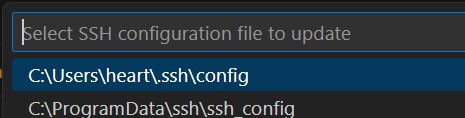 Select SSH configuration file to update
C:\Users\heart\.ssh\config
C:\ProgramData\ssh\ssh_config